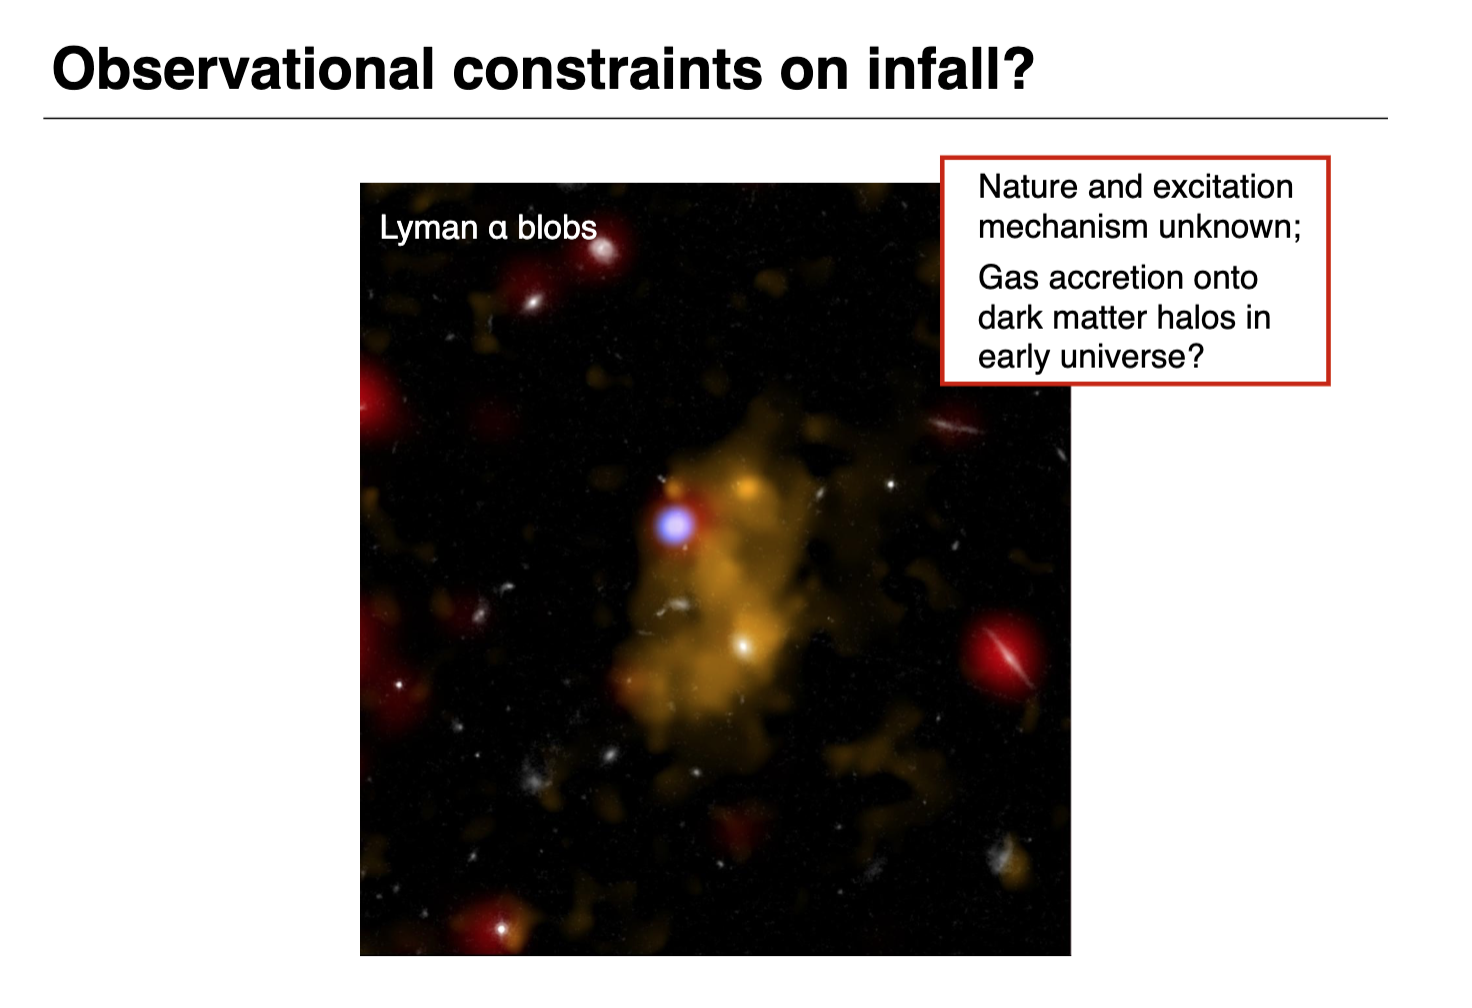 Observational constraints on infall?
Lyman α blobs
Nature and excitation
mechanism unknown;
Gas accretion onto
dark matter halos in
early universe?